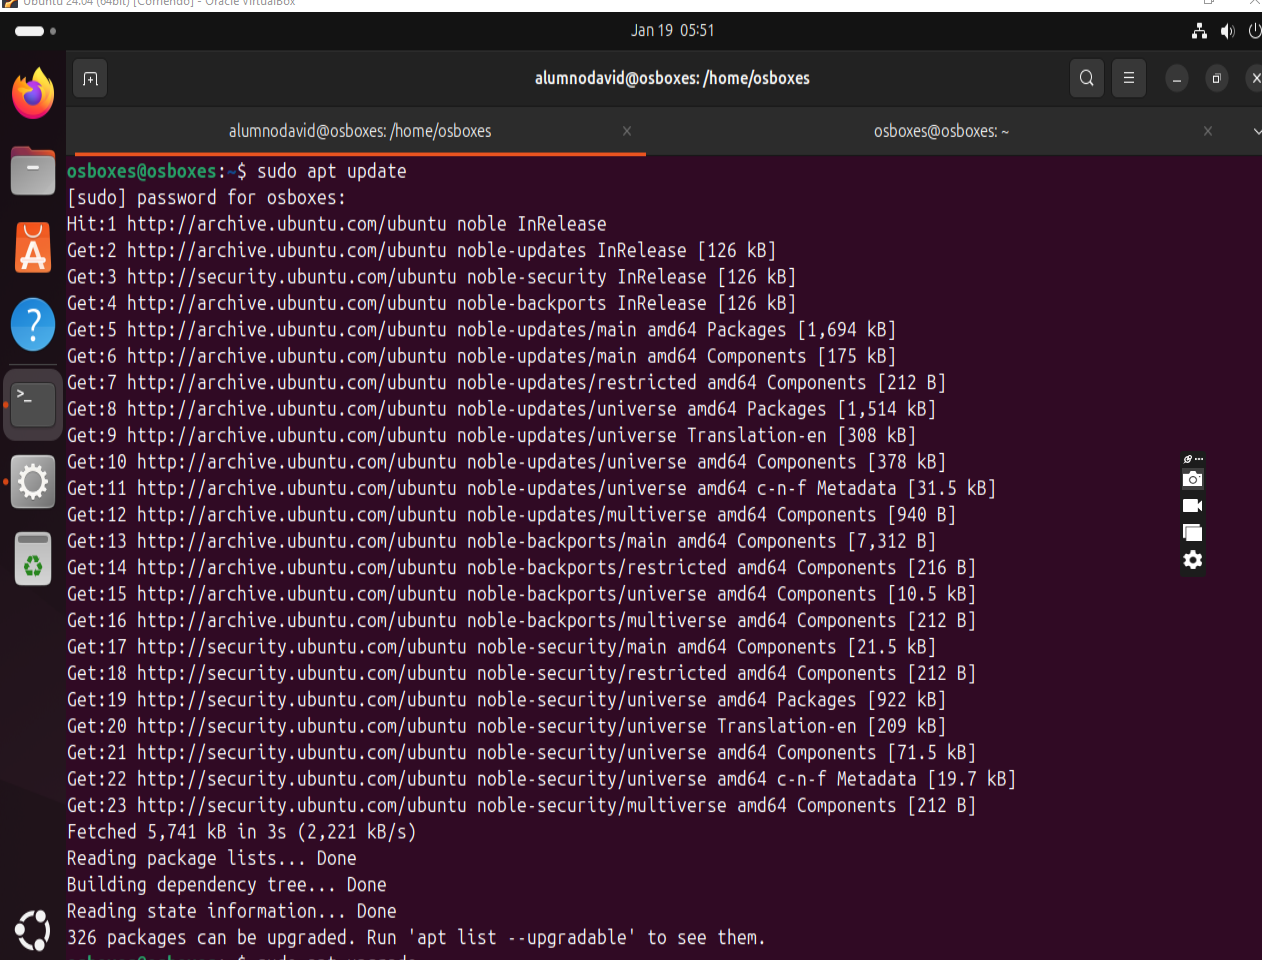 Ubuntu 24.04 (64bit) [Corriendo] - Oracle VirtualBox
Jan 19 05:51
alumnodavid@osboxes: /home/osboxes
alumnodavid@osboxes: /home/osboxes
osboxes@osboxes: ~
osboxes@osboxes:~$ sudo apt update
[sudo] password for osboxes:
Hit:1 http://archive.ubuntu.com/ubuntu noble InRelease
Get:2 http://archive.ubuntu.com/ubuntu noble-updates InRelease [126 kB]
Get:3 http://security.ubuntu.com/ubuntu noble-security InRelease [126 kB]
Get:4 http://archive.ubuntu.com/ubuntu noble-backports InRelease [126 kB]
Get:5 http://archive.ubuntu.com/ubuntu noble-updates/main amd64 Packages [1,694 kB]
Get:6 http://archive.ubuntu.com/ubuntu noble-updates/main amd64 Components [175 kB]
Get:7 http://archive.ubuntu.com/ubuntu noble-updates/restricted amd64 Components [212 B]
Get:8 http://archive.ubuntu.com/ubuntu noble-updates/universe amd64 Packages [1,514 kB]
Get:9 http://archive.ubuntu.com/ubuntu noble-updates/universe Translation-en [308 kB]
Get:10 http://archive.ubuntu.com/ubuntu noble-updates/universe amd64 Components [378 kB]
Get:11 http://archive.ubuntu.com/ubuntu noble-updates/universe amd64 c-n-f Metadata [31.5 kB]
Get:12 http://archive.ubuntu.com/ubuntu noble-updates/multiverse amd64 Components [940 B]
Get:13 http://archive.ubuntu.com/ubuntu noble-backports/main amd64 Components [7,312 B]
Get:14 http://archive.ubuntu.com/ubuntu noble-backports/restricted amd64 Components [216 B]
Get:15 http://archive.ubuntu.com/ubuntu noble-backports/universe amd64 Components [10.5 kB]
Get:16 http://archive.ubuntu.com/ubuntu noble-backports/multiverse amd64 Components [212 B]
Get:17 http://security.ubuntu.com/ubuntu noble-security/main amd64 Components [21.5 kB]
Get:18 http://security.ubuntu.com/ubuntu noble-security/restricted amd64 Components [212 B]
Get:19 http://security.ubuntu.com/ubuntu noble-security/universe amd64 Packages [922 kB]
Get:20 http://security.ubuntu.com/ubuntu noble-security/universe Translation-en [209 kB]
Get:21 http://security.ubuntu.com/ubuntu noble-security/universe amd64 Components [71.5 kB]
Get:22 http://security.ubuntu.com/ubuntu noble-security/universe amd64 c-n-f Metadata [19.7 kB]
Get:23 http://security.ubuntu.com/ubuntu noble-security/multiverse amd64 Components [212 B]
Fetched 5,741 kB in 3s (2,221 kB/s)
Reading package lists... Done
Building dependency tree... Done
Reading state information... Done
326 packages can be upgraded. Run 'apt list --upgradable' to see them.